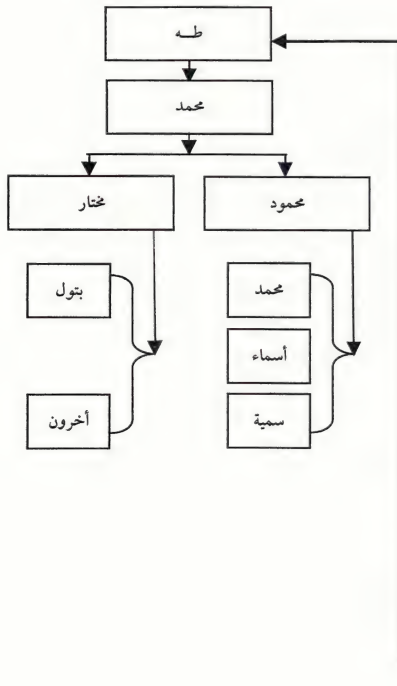 طـه
محمد
محمود
مختار
محمد
بتول
أسماء
سمية
أخرون